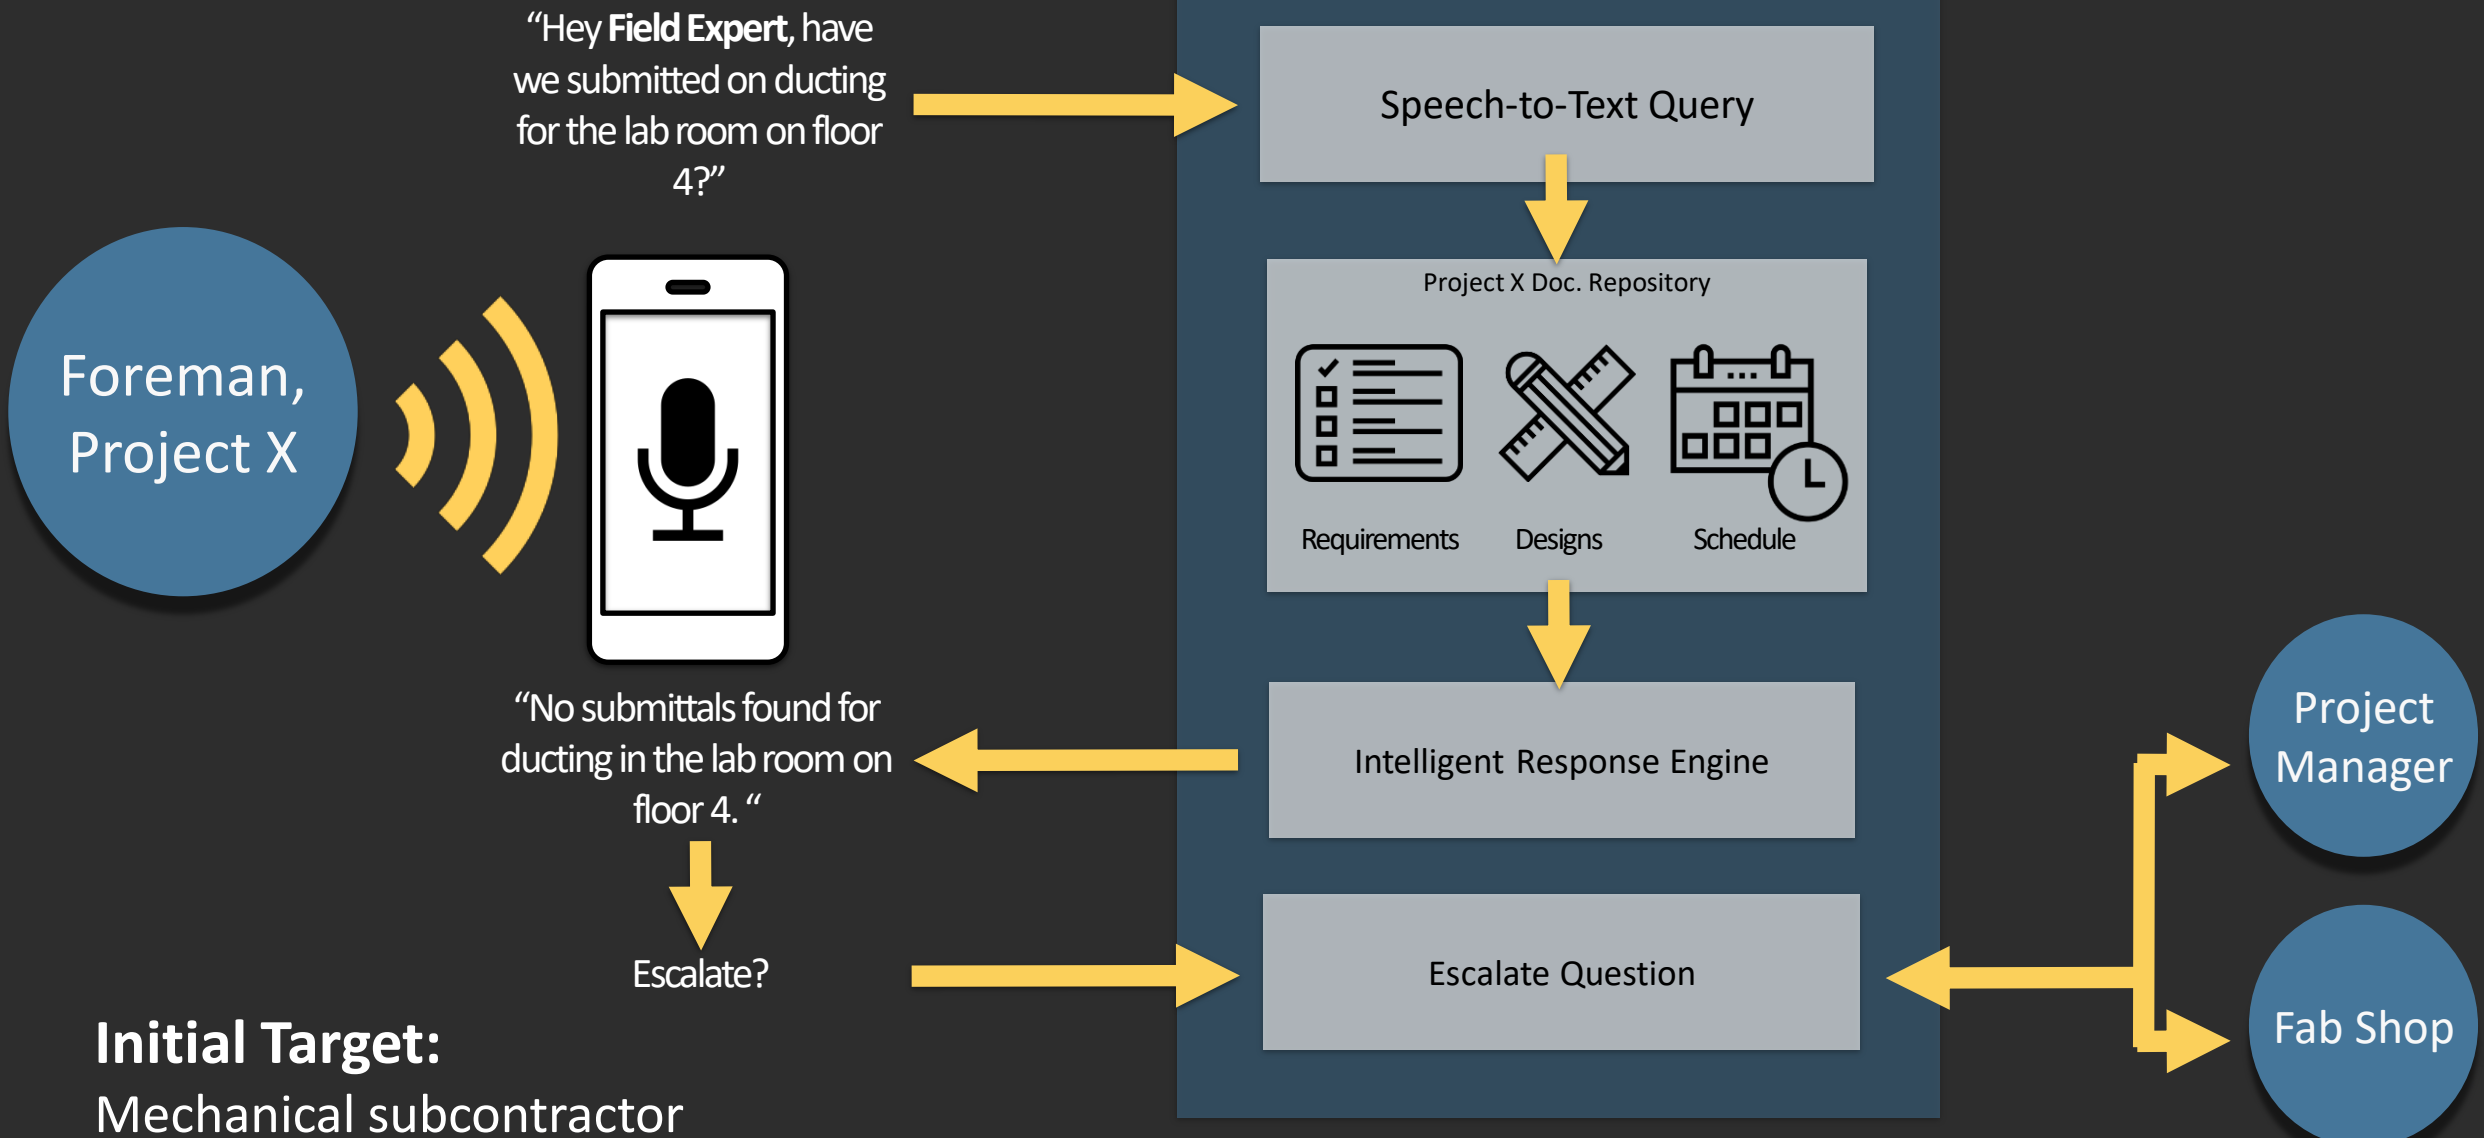 “Hey Field Expert, have
we submitted on ducting
for the lab room on floor
4?”
Speech-to-Text Query
Project X Doc. Repository
Requirements
Designs
Schedule
Foreman,
Project X
“No submittals found for
ducting in the lab room on
floor 4. “
Intelligent Response Engine
Project
Manager
Escalate?
Escalate Question
Fab Shop
Initial Target:
Mechanical subcontractor